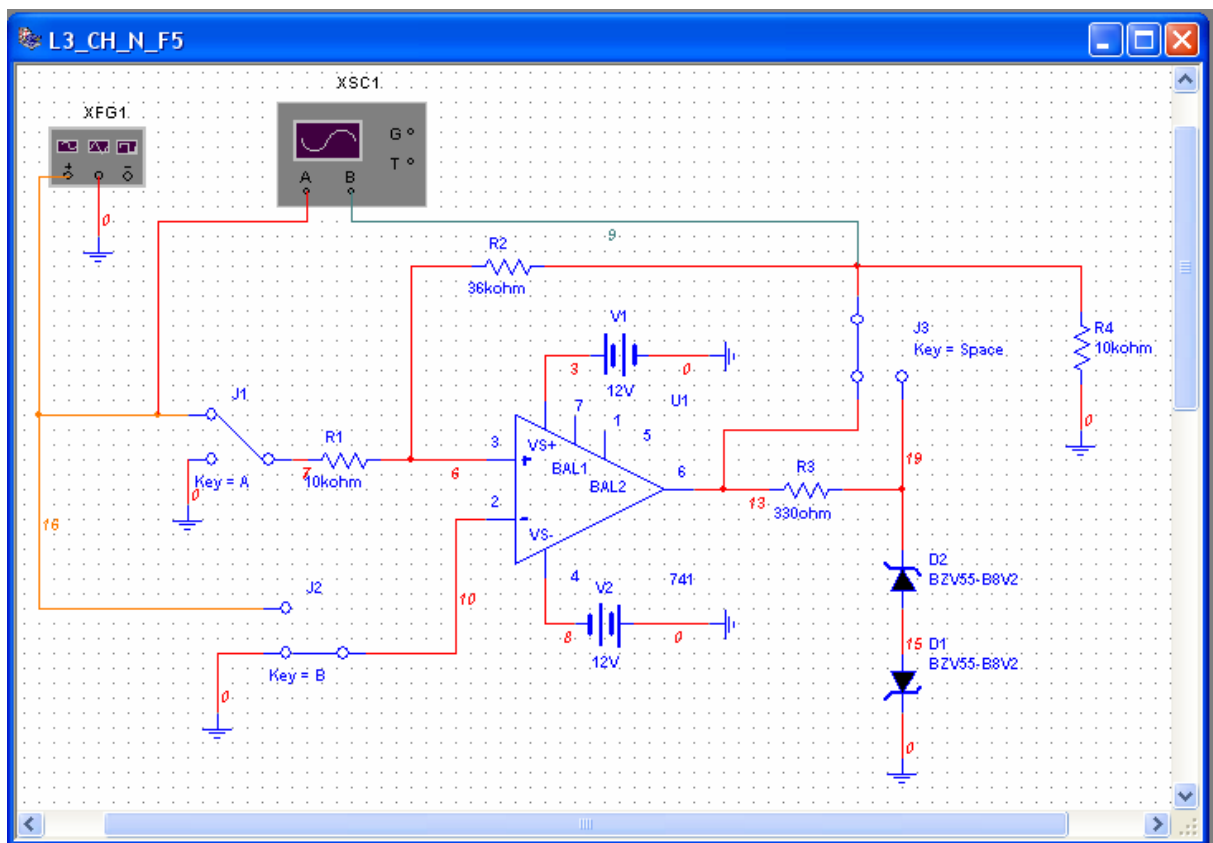 L3_CH_N_F5
XSC1
XFG1
G
T
+
-
A B
0
9
R2
36kohm
V1
J3
Key = Space
R4
10kohm
3
0
12V
U1
J1
7
1
5
R1
3
VS+
0
BAL1
6
R3
19
7
10kohm
6
BAL2
Key = A
0
2
13
330ohm
16
VS-
D2
BZV55-B8V2
4
741
J2
V2
10
8
0
15
D1
BZV55-B8V2
12V
Key = B
0
0